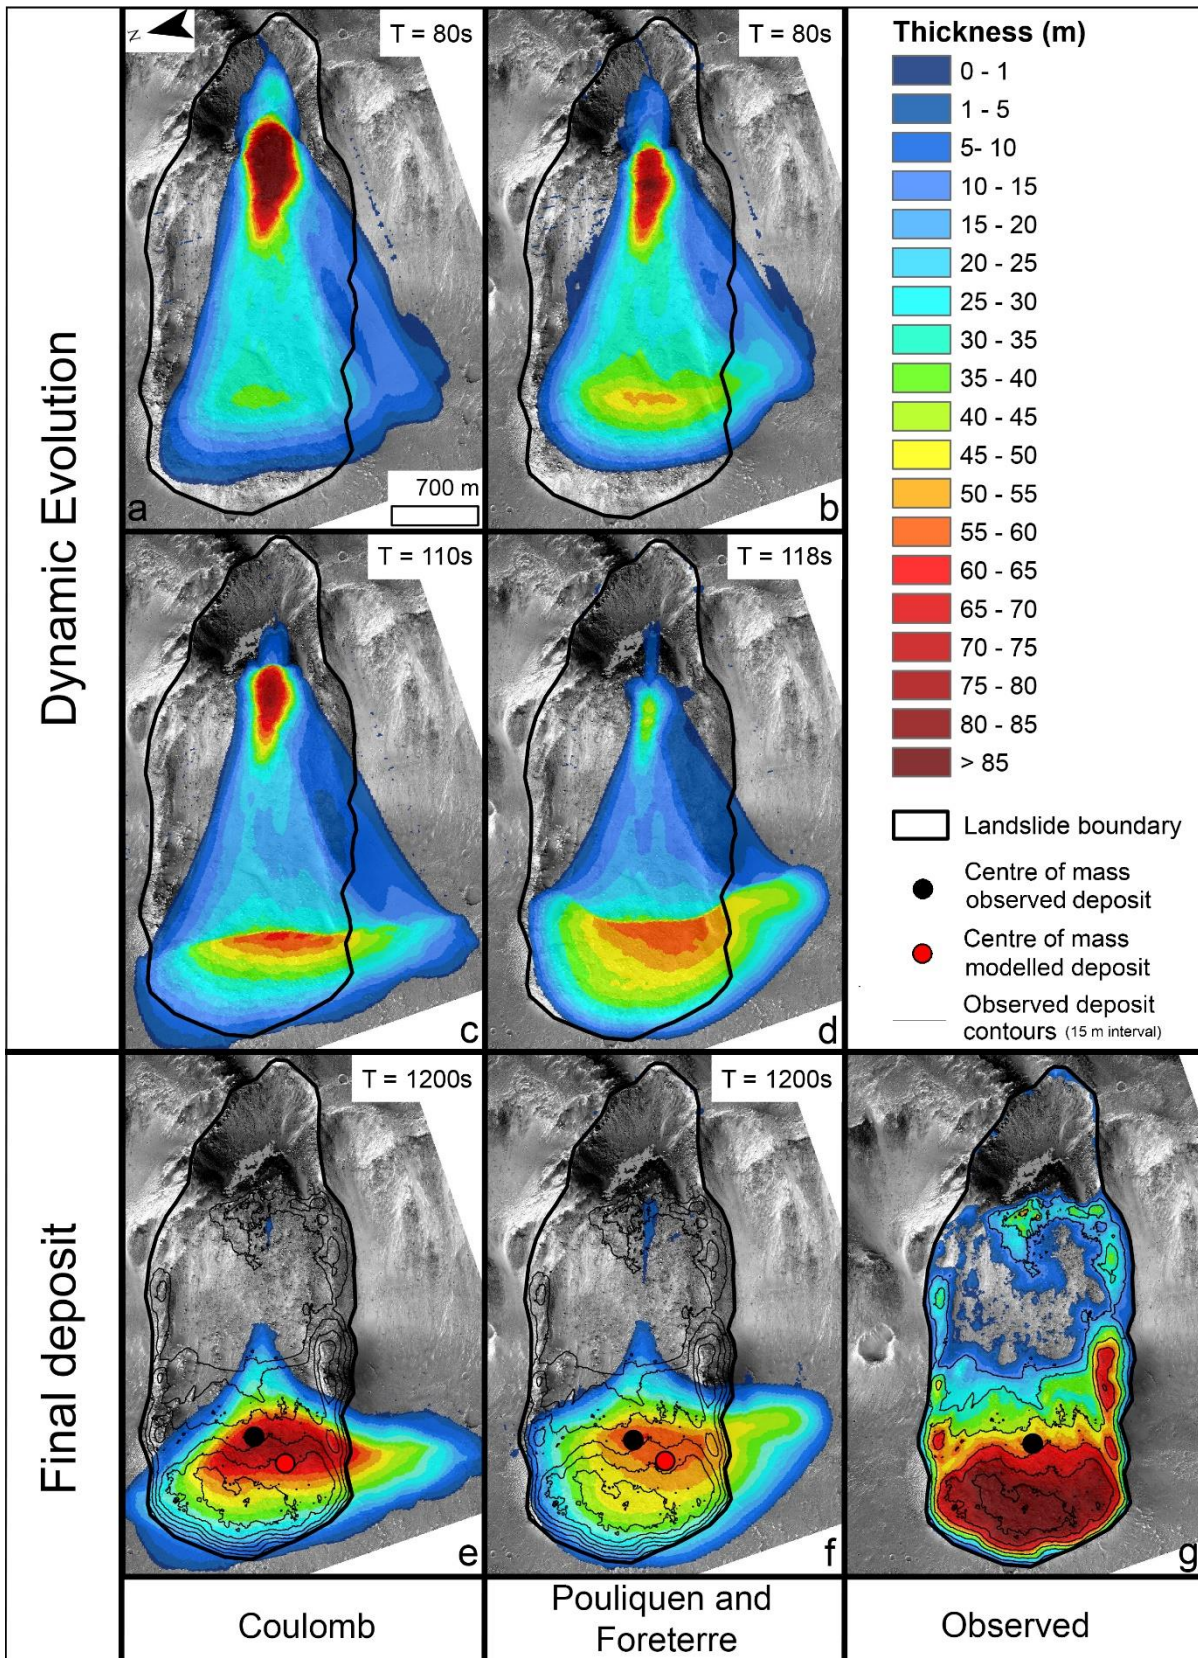 N
T = 80s
T = 80s
Dynamic Evolution
a
700 m
b
T = 110s
T = 118s
c
d
Thickness (m)
0 - 1
1 - 5
5- 10
10 - 15
15 - 20
20 - 25
25 - 30
30 - 35
35 - 40
40 - 45
45 - 50
50 - 55
55 - 60
60 - 65
65 - 70
70 - 75
75 - 80
80 - 85
> 85
Landslide boundary
Centre of mass
observed deposit
Centre of mass
modelled deposit
Observed deposit
contours (15 m interval)
Final deposit
T = 1200s
T = 1200s
e
f
g
Coulomb
Pouliquen and
Foreterre
Observed